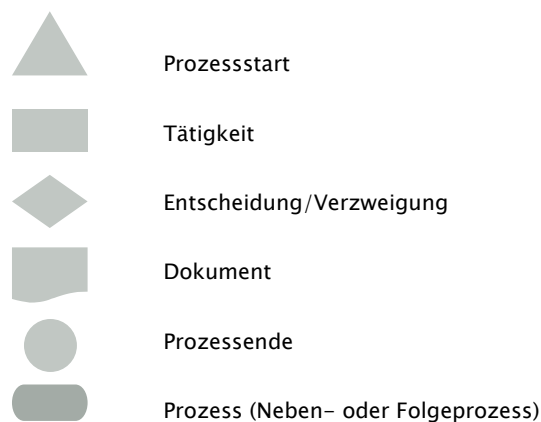 Prozessstart
Tätigkeit
Entscheidung/Verzweigung
Dokument
Prozessende
Prozess (Neben- oder Folgeprozess)